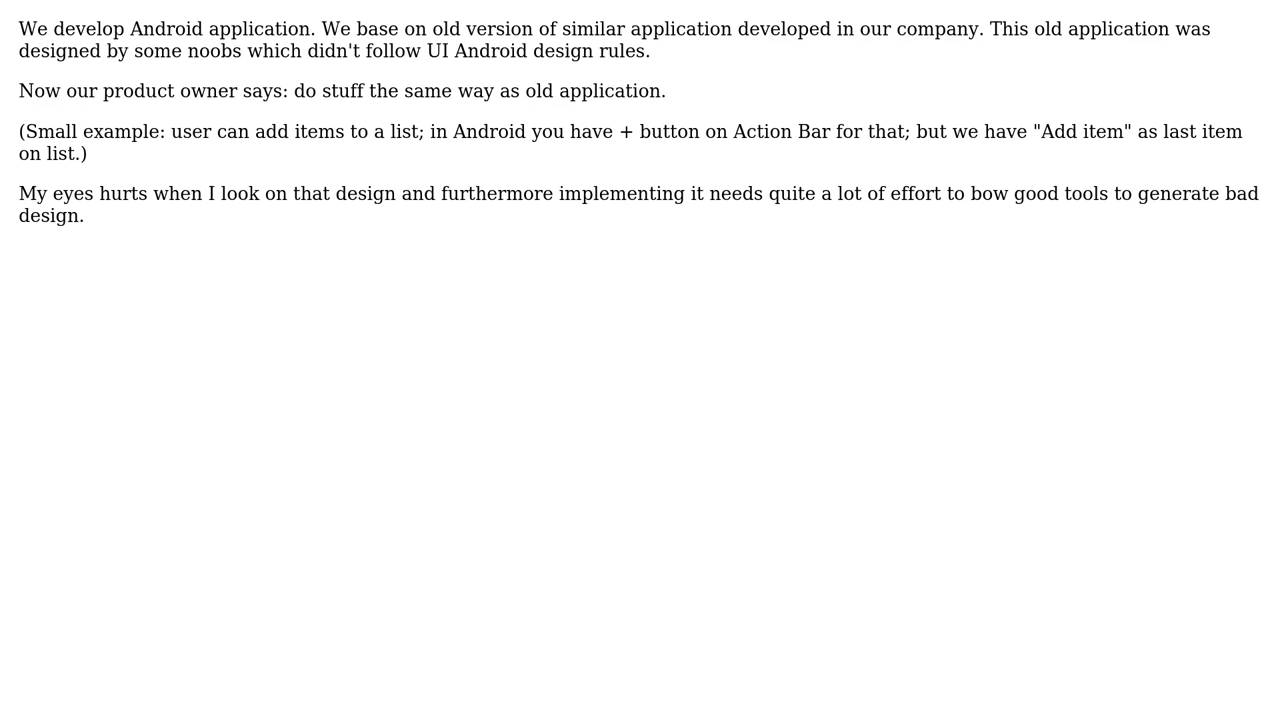 We develop Android application. We base on old version of similar application developed in our company. This old application was
designed by some noobs which didn't follow UI Android design rules.
Now our product owner says: do stuff the same way as old application.
(Small example: user can add items to a list; in Android you have + button on Action Bar for that; but we have "Add item" as last item
on list.)
My eyes hurts when I look on that design and furthermore implementing it needs quite a lot of effort to bow good tools to generate bad
design.